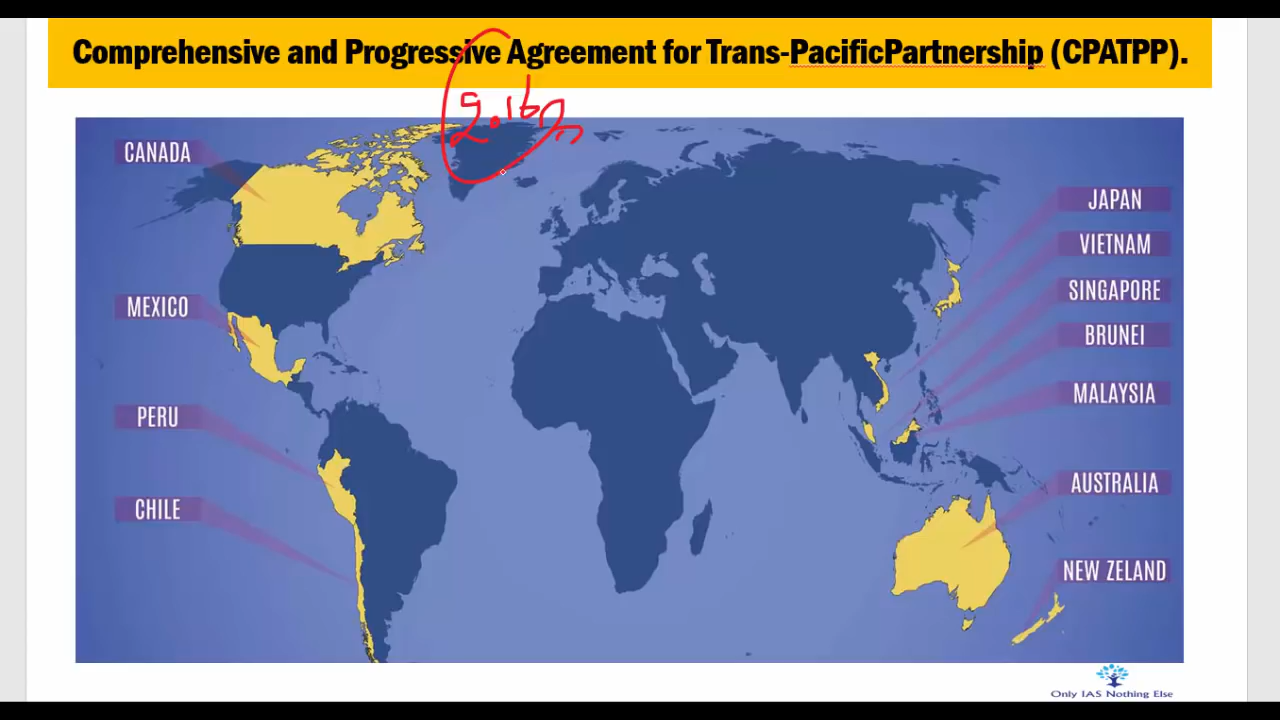 Comprehensive and Progressive Agreement for Trans-PacificPartnership (CPATPP).
CANADA
MEXICO
PERU
CHILE
JAPAN
VIETNAM
SINGAPORE
BRUNEI
MALAYSIA
AUSTRALIA
NEW ZELAND
Only IAS Nothing Else